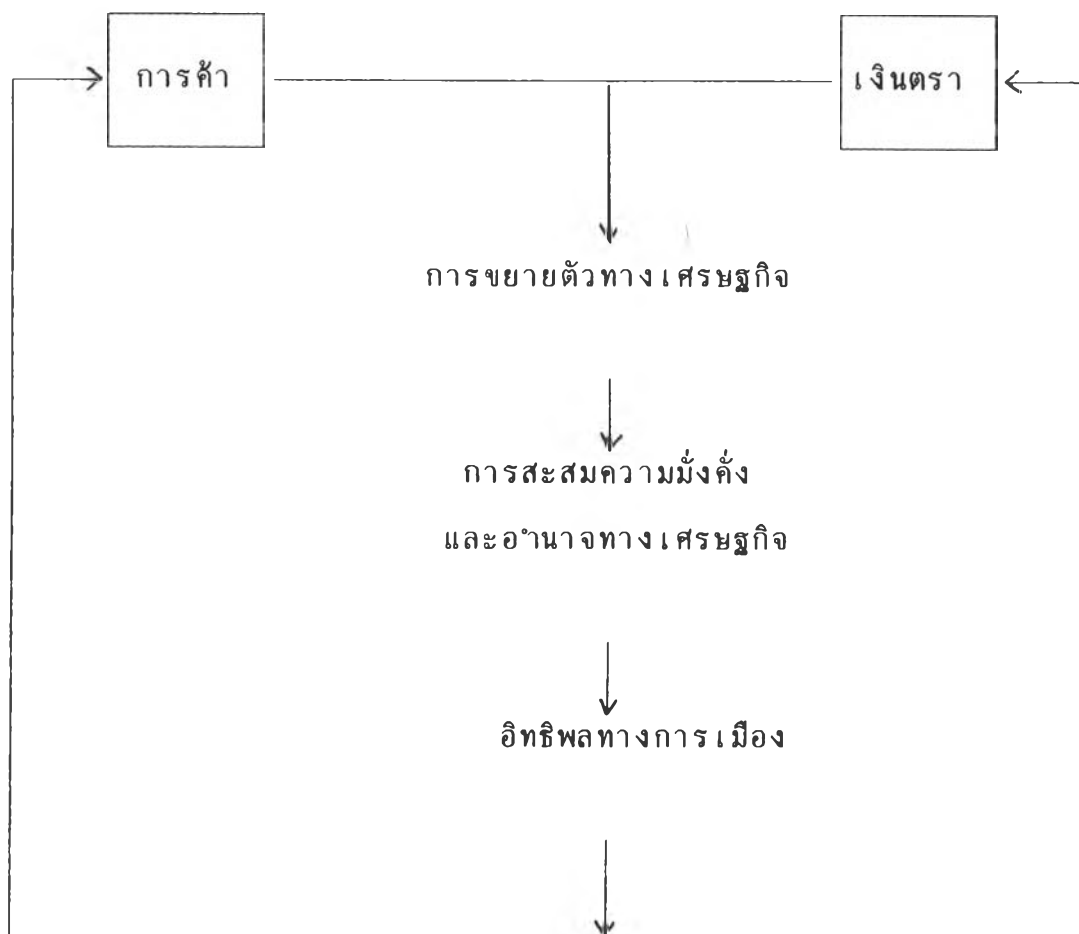 การค้า
เงินตรา
การขยายตัวทางเศรษฐกิจ
การสะสมความมั่งคั่ง
และอำนาจทางเศรษฐกิจ
อิทธิพลทางการเมือง